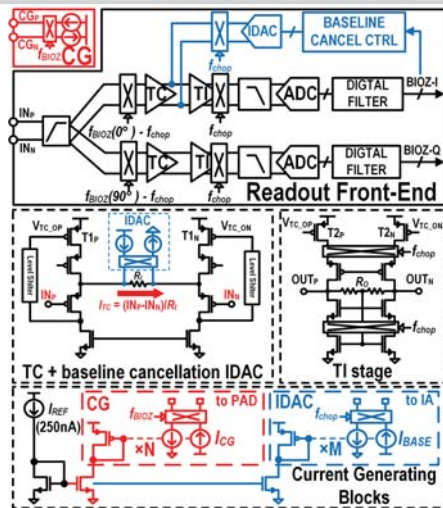 CGP
CGN
fBIOZ
CG
IDAC
BASELINE
CANCEL CTRL
fchop
BIOZ-I
TC
TI
ADC
DIGTAL
FILTER
INP
INN
fBIOZ(0°) - fchop
fchop
BIOZ-Q
TC
TI
ADC
DIGTAL
FILTER
fBIOZ(90°) - fchop
fchop
Readout Front-End
VTC_OP
T1P
IDAC
T1N
VTC_ON
Level Shifter
RI
Level Shifter
INP
INN
ITC = (INP-INN)/RI
TC + baseline cancellation IDAC
VTC_OP
T2P
T2N
VTC_ON
fchop
OUTP
RO
OUTN
fchop
TI stage
IREF
(250nA)
CG
to PAD
fBIOZ
×N
ICG
IDAC
to IA
fchop
×M
IBASE
Current Generating
Blocks